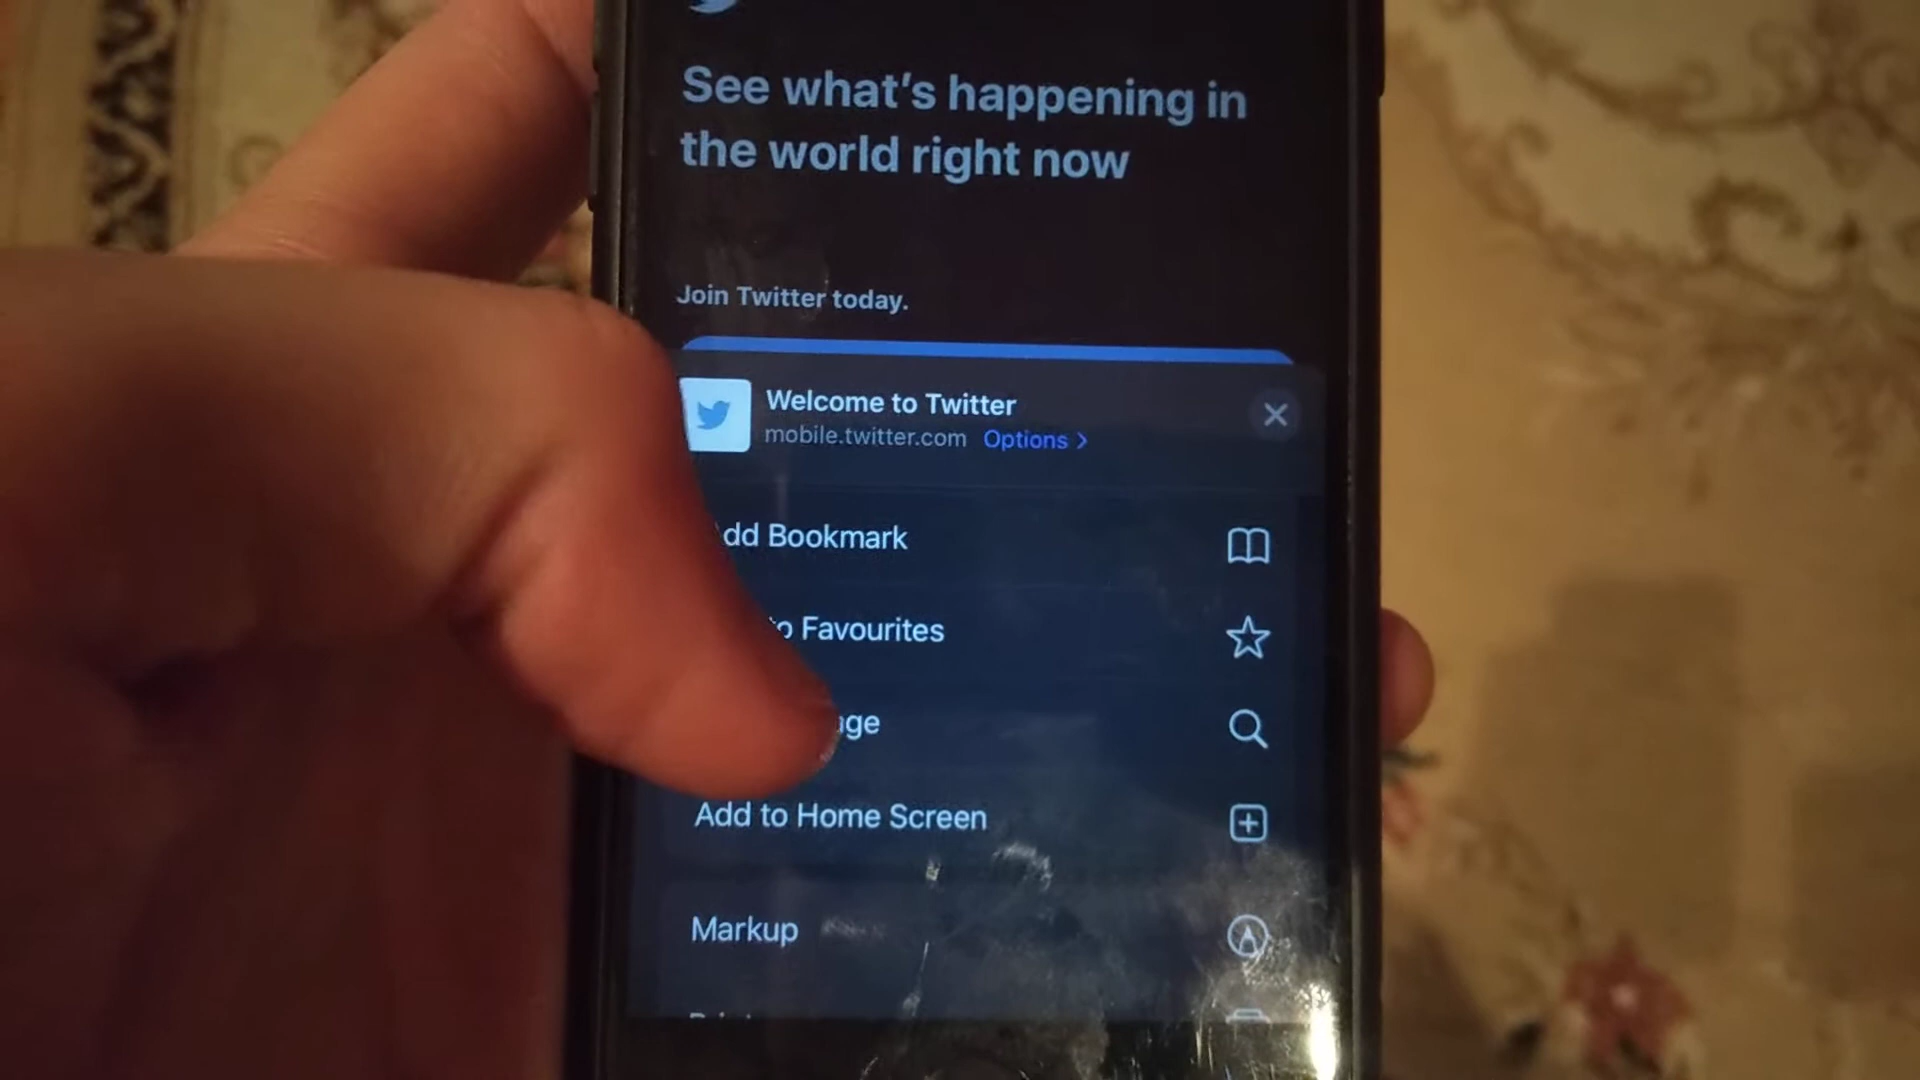 See what's happening in
the world right now
Join Twitter today.
Welcome to Twitter
mobile.twitter.com Options >
dd Bookmark
to Favourites
Add to Home Screen
Markup